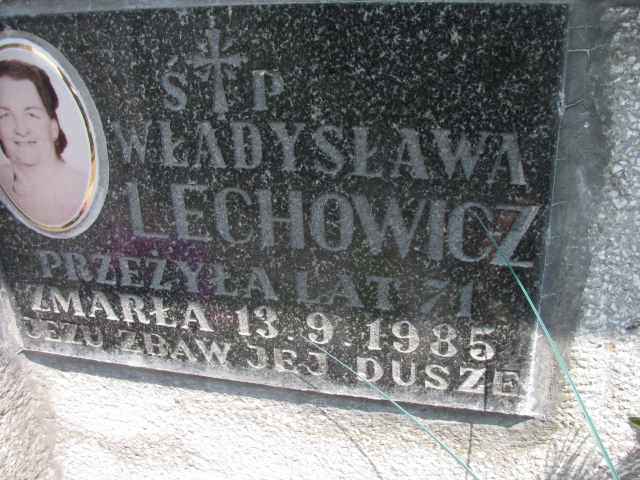 Ś P
WŁADYSŁAWA
LECHOWICZ
PRZEŻYŁA LAT 71
ZMARŁA 13.9.1985
JEZU ZBAW JEJ DUSZE